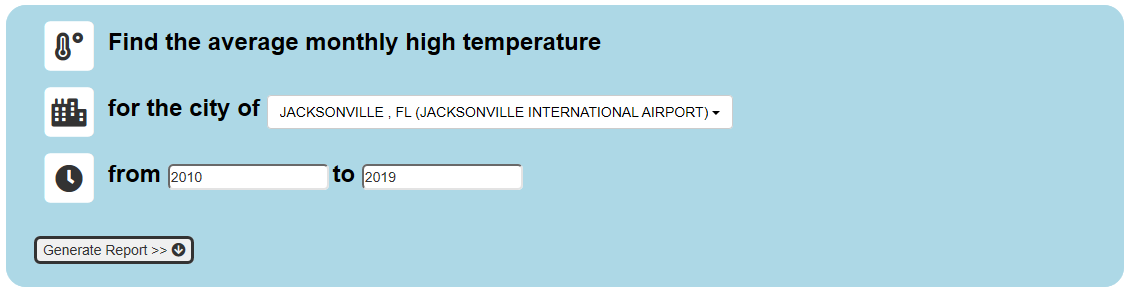 Find the average monthly high temperature
for the city of JACKSONVILLE , FL (JACKSONVILLE INTERNATIONAL AIRPORT)
from 2010 to 2019
Generate Report >>